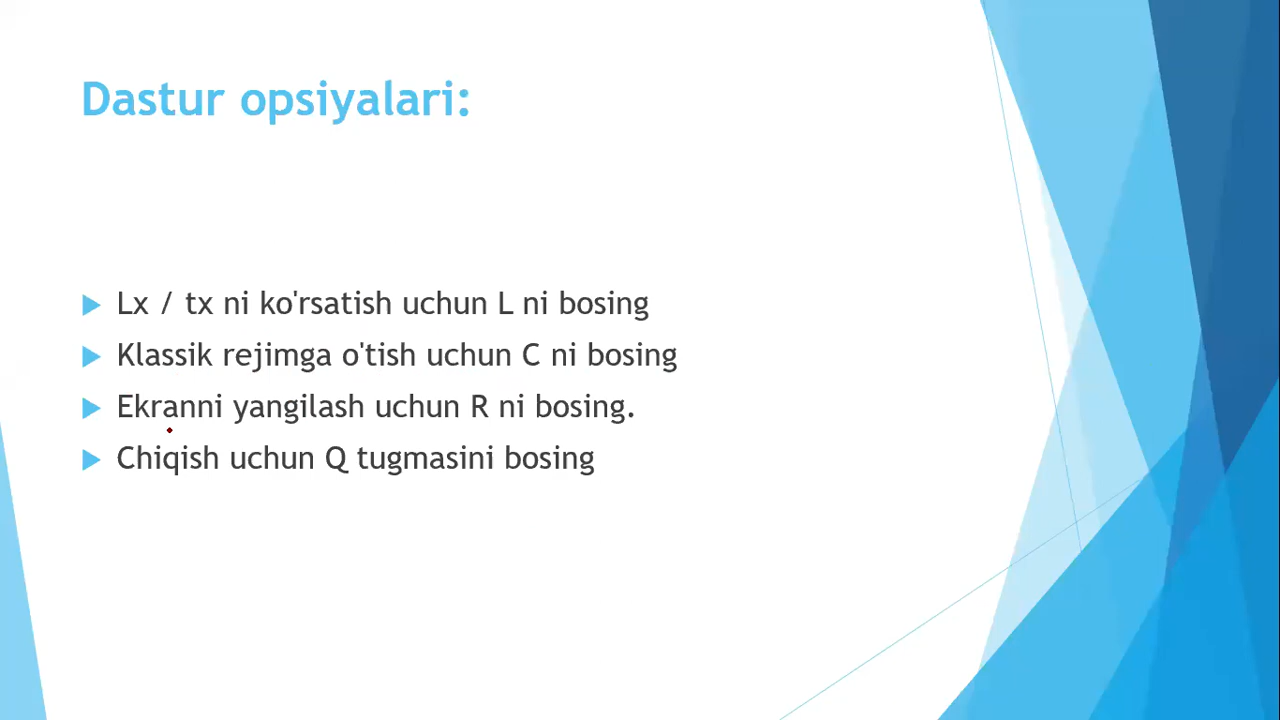 Dastur opsiyalari:
Lx / tx ni ko'rsatish uchun L ni bosing
Klassik rejimga o'tish uchun C ni bosing
Ekranni yangilash uchun R ni bosing.
Chiqish uchun Q tugmasini bosing